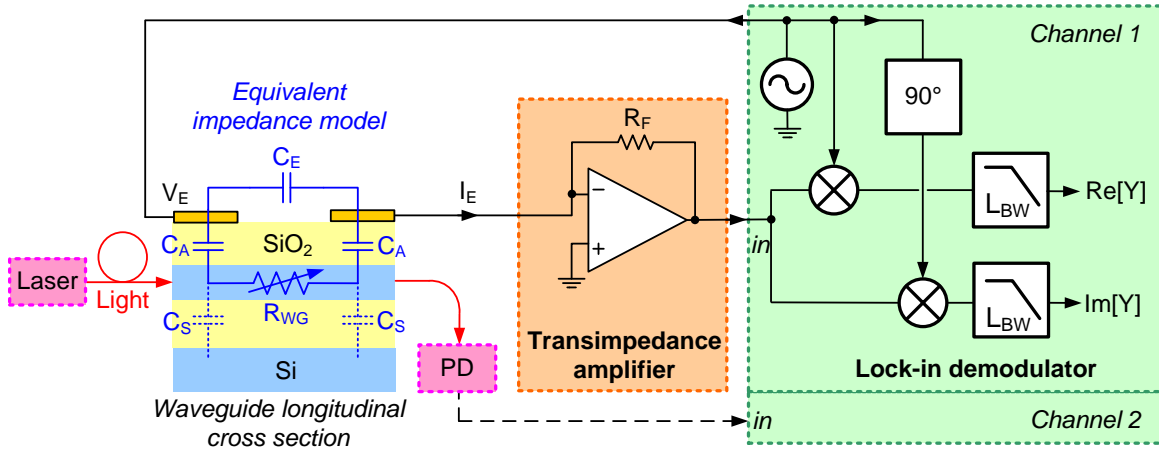 Channel 1
Equivalent
impedance model
C_E
V_E
I_E
R_F
−
+
90°
L_BW
Re[Y]
in
C_A
SiO₂
C_A
Laser
Light
R_WG
C_S
C_S
Si
PD
Waveguide longitudinal
cross section
Transimpedance
amplifier
L_BW
Im[Y]
Lock-in demodulator
in
Channel 2